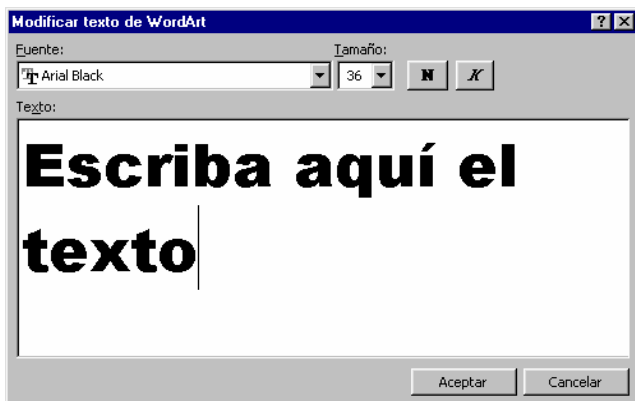 Modificar texto de WordArt
Fuente: Tamaño:
Arial Black 36 N K
Texto:
Escriba aquí el
texto
Aceptar Cancelar